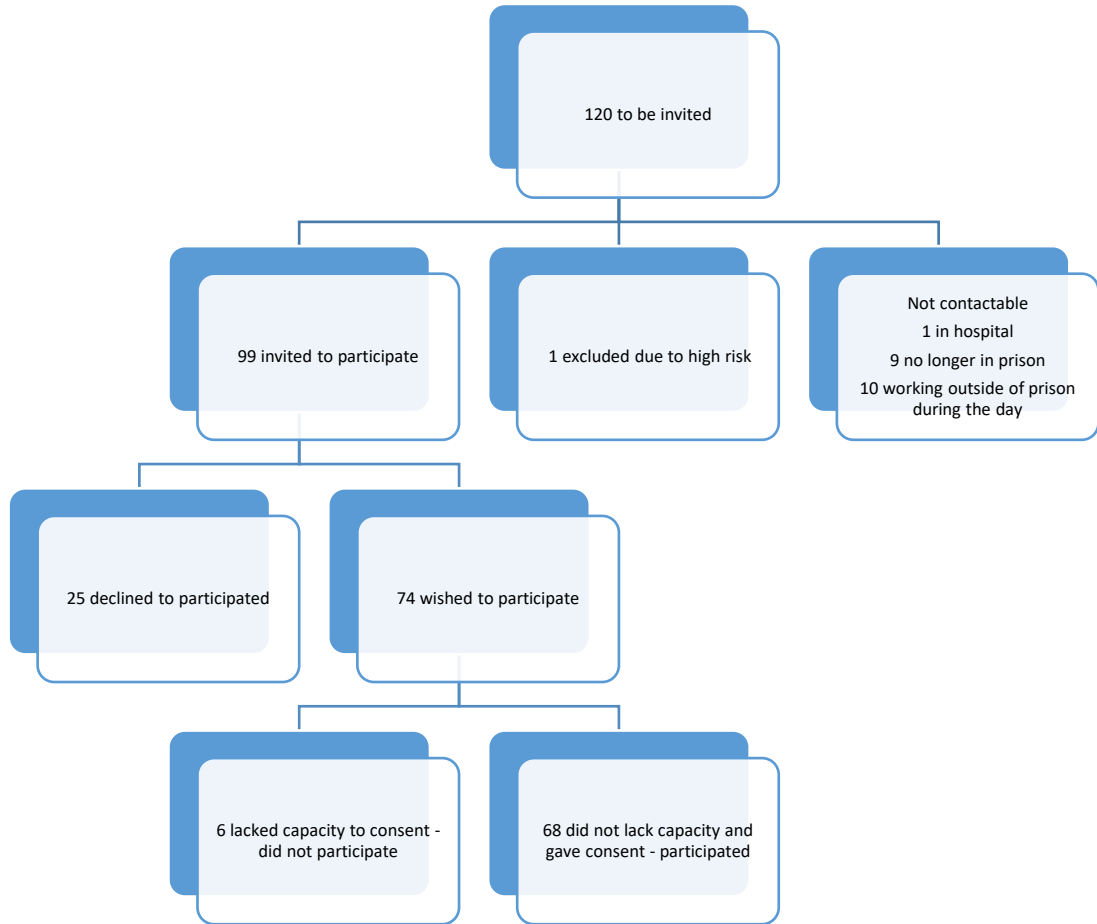 120 to be invited
99 invited to participate
1 excluded due to high risk
Not contactable
1 in hospital
9 no longer in prison
10 working outside of prison
during the day
25 declined to participated
74 wished to participate
6 lacked capacity to consent -
did not participate
68 did not lack capacity and
gave consent - participated